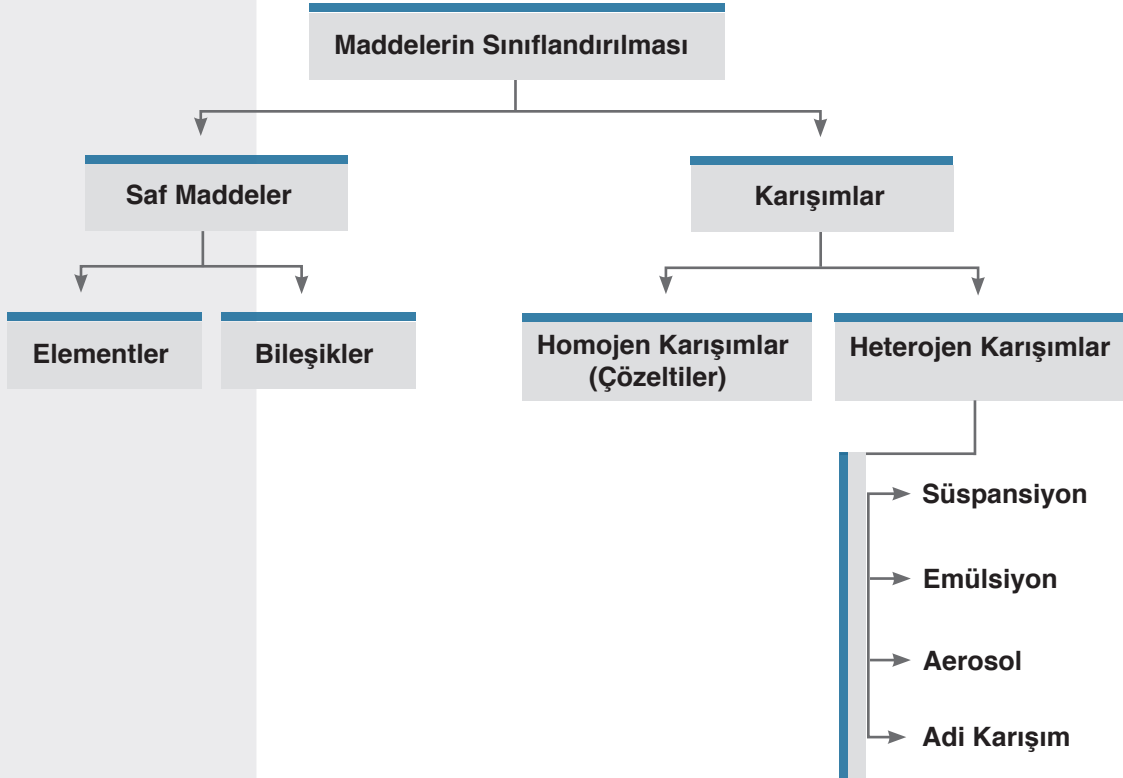 Maddelerin Sınıflandırılması
Saf Maddeler
Karışımlar
Elementler
Bileşikler
Homojen Karışımlar
(Çözeltiler)
Heterojen Karışımlar
Süspansiyon
Emülsiyon
Aerosol
Adi Karışım